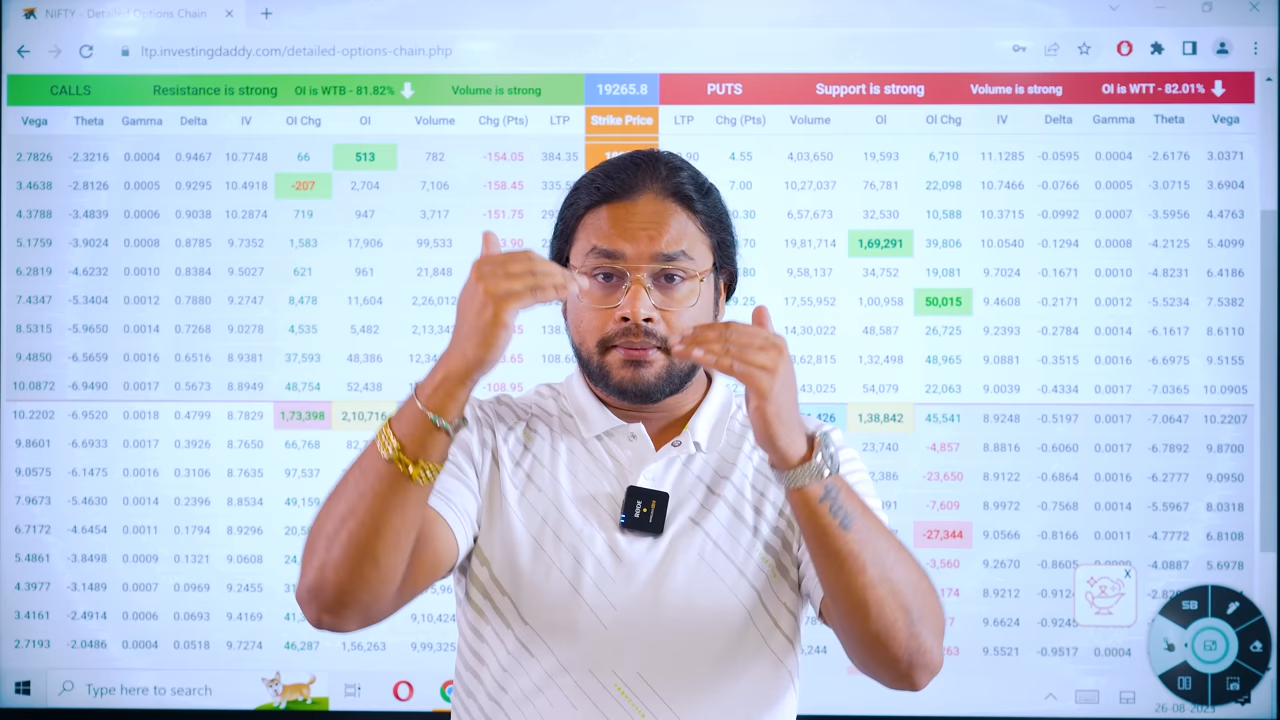 NIFTY - Detailed Options Chain
ltp.investingdaddy.com/detailed-options-chain.php
CALLS Resistance is strong OI is WTB - 81.82% Volume is strong 19265.8 PUTS Support is strong Volume is strong OI is WTT - 82.01%
Vega Theta Gamma Delta IV OI Chg OI Volume Chg (Pts) LTP Strike Price LTP Chg (Pts) Volume OI OI Chg IV Delta Gamma Theta Vega
2.7826 -2.3216 0.0004 0.9467 10.7748 66 513 782 -154.05 384.35 4.55 4,03,650 19,593 6,710 11.1285 -0.0595 0.0004 -2.6176 3.0371
3.4638 -2.8126 0.0005 0.9295 10.4918 -207 2,704 7,106 -158.45 7.00 10,27,037 76,781 22,098 10.7466 -0.0766 0.0005 -3.0715 3.6904
4.3788 -3.4839 0.0006 0.9038 10.2874 719 947 3,717 -151.75 6,57,673 32,530 10,588 10.3715 -0.0992 0.0007 -3.5956 4.4763
5.1759 -3.9024 0.0008 0.8785 9.7352 1,583 17,906 99,533 19,81,714 1,69,291 39,806 10.0540 -0.1294 0.0008 -4.2125 5.4099
6.2819 -4.6232 0.0010 0.8384 9.5027 621 961 21,848 9,58,137 34,752 19,081 9.7024 -0.1671 0.0010 -4.8231 6.4186
7.4347 -5.3404 0.0012 0.7880 9.2747 8,478 11,604 2,26,012 17,55,952 1,00,958 50,015 9.4608 -0.2171 0.0012 -5.5234 7.5382
8.5315 -5.9650 0.0014 0.7268 9.0278 4,535 5,482 14,30,022 48,587 26,725 9.2393 -0.2784 0.0014 -6.1617 8.6110
9.4850 -6.5659 0.0016 0.6516 8.9381 37,593 48,386 1,32,498 48,965 9.0881 -0.3515 0.0016 -6.6975 9.5155
10.0872 -6.9490 0.0017 0.5673 8.8949 48,754 52,438 -108.95 54,079 22,063 9.0039 -0.4334 0.0017 -7.0365 10.0905
10.2202 -6.9520 0.0018 0.4799 8.7829 1,73,398 2,10,716 1,38,842 45,541 8.9248 -0.5197 0.0017 -7.0647 10.2207
9.8601 -6.6933 0.0017 0.3926 8.7650 66,768 23,740 -4,857 8.8816 -0.6060 0.0017 -6.7892 9.8700
9.0575 -6.1475 0.0016 0.3106 8.7635 97,537 -23,650 8.9122 -0.6864 0.0016 -6.2777 9.0950
7.9673 -5.4630 0.0014 0.2396 8.8534 49,159 -7,609 8.9972 -0.7568 0.0014 -5.5967 8.0318
6.7172 -4.6454 0.0011 0.1794 8.9296 -27,344 9.0566 -0.8166 0.0011 -4.7772 6.8108
5.4861 -3.8498 0.0009 0.1321 9.0608 -3,560 9.2670 -0.8605 -4.0887 5.6978
4.3977 -3.1489 0.0007 0.0969 9.2455 8.9212
3.4161 -2.4914 0.0006 0.0693 9.4169 9,10,424 9.6624
2.7193 -2.0486 0.0052 0.0518 9.7274 46,287 1,56,263 9.5521 -0.9517 0.0004
RØDE
X
SB
Type here to search
26-08-2023